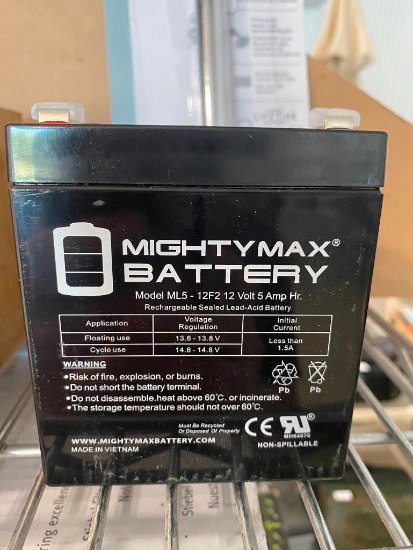 MIGHTYMAX®
BATTERY
Model ML5 - 12F2 12 Volt 5 Amp Hr.
Rechargeable Sealed Lead-Acid Battery
Application Voltage Regulation Initial Current
Floating use 13.6 - 13.8 V Less than 1.5A
Cycle use 14.6 - 14.8 V
WARNING
•Risk of fire, explosion, or burns.
•Do not short the battery terminal.
•Do not disassemble,heat above 60°C. or incinerate.
•The storage temperature should not over 60°C.
Pb Pb
Must Be Recycled Or
Disposed Of Properly
WWW.MIGHTYMAXBATTERY.COM
MADE IN VIETNAM
CE
NON-SPILLABLE
ring excellen
Stiebe